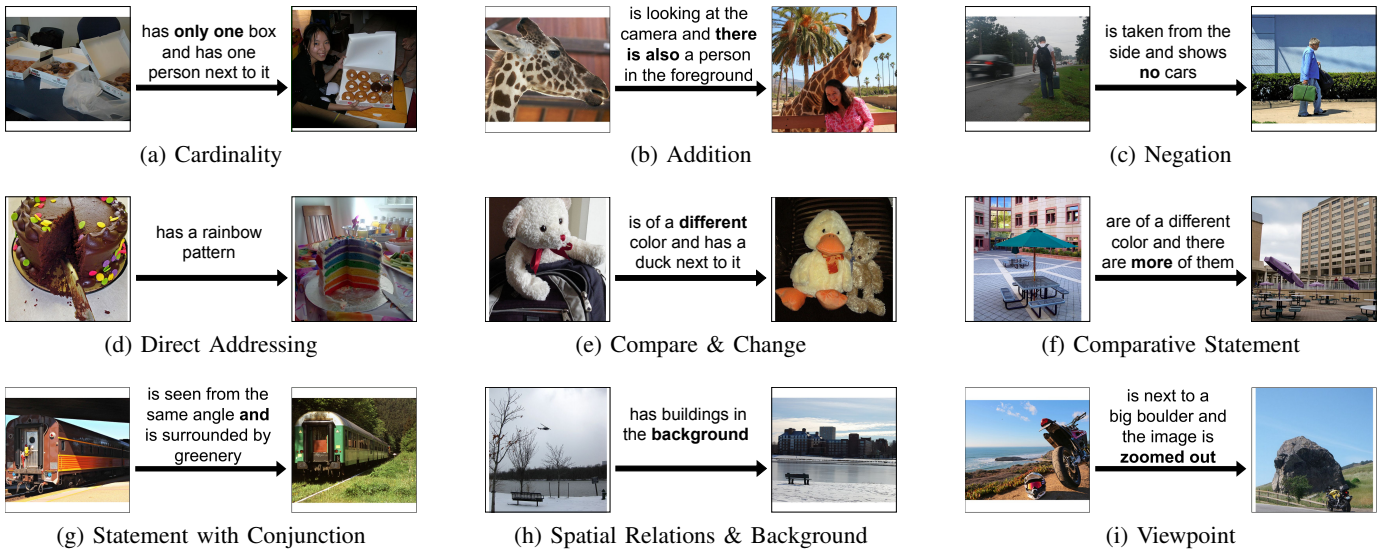 has only one box
and has one
person next to it
(a) Cardinality
is looking at the
camera and there
is also a person
in the foreground
(b) Addition
is taken from the
side and shows
no cars
(c) Negation
has a rainbow
pattern
(d) Direct Addressing
is of a different
color and has a
duck next to it
(e) Compare & Change
are of a different
color and there
are more of them
(f) Comparative Statement
is seen from the
same angle and
is surrounded by
greenery
(g) Statement with Conjunction
has buildings in
the background
(h) Spatial Relations & Background
is next to a
big boulder and
the image is
zoomed out
(i) Viewpoint